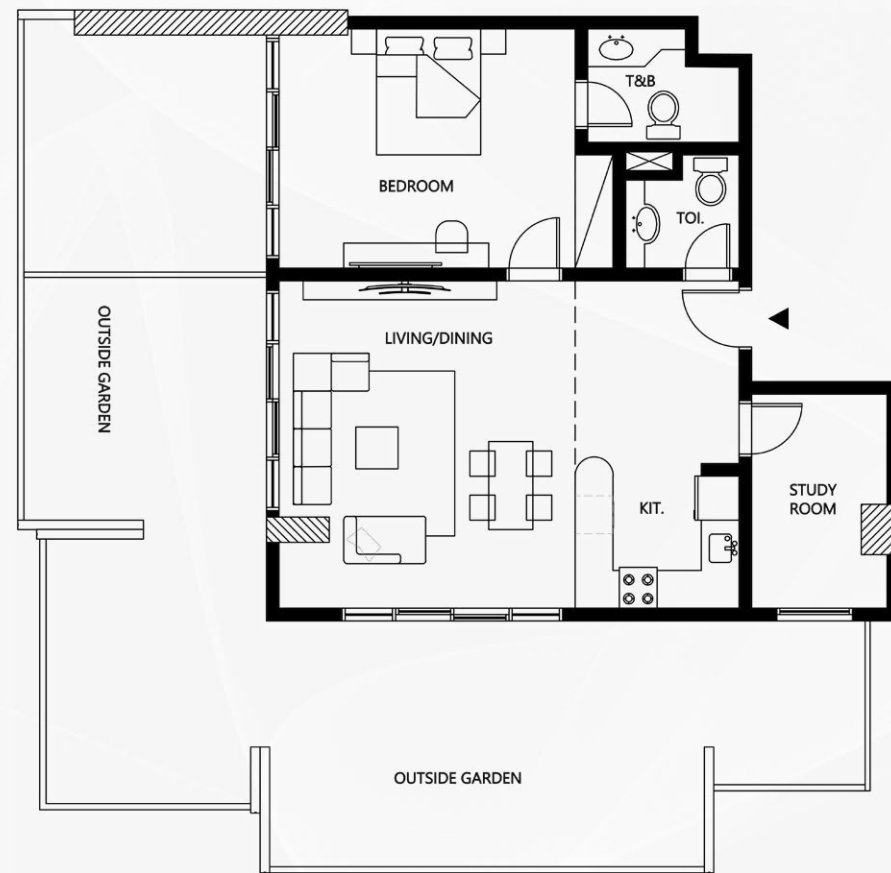 T&B
BEDROOM
TOI.
OUTSIDE GARDEN
LIVING/DINING
KIT.
STUDY
ROOM
OUTSIDE GARDEN